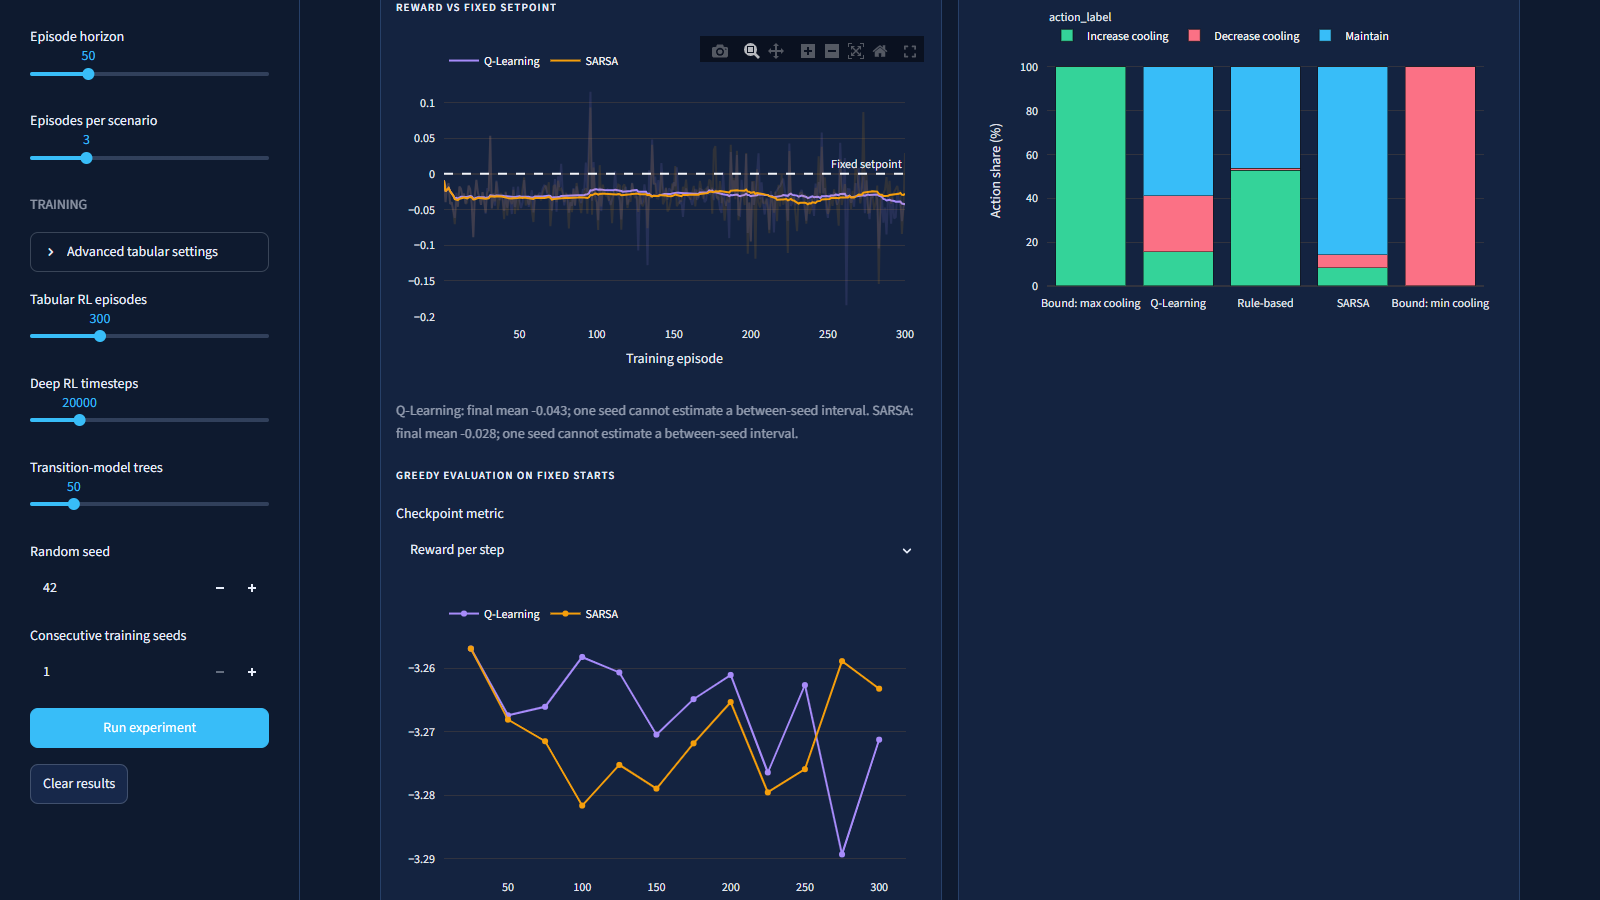 Episode horizon
50
Episodes per scenario
3
TRAINING
Advanced tabular settings
Tabular RL episodes
300
Deep RL timesteps
20000
Transition-model trees
50
Random seed
42
Consecutive training seeds
1
Run experiment
Clear results
REWARD VS FIXED SETPOINT
Q-Learning SARSA
0.1
0.05
0
−0.05
−0.1
−0.15
−0.2
Fixed setpoint
50 100 150 200 250 300
Training episode
Q-Learning: final mean -0.043; one seed cannot estimate a between-seed interval. SARSA:
final mean -0.028; one seed cannot estimate a between-seed interval.
GREEDY EVALUATION ON FIXED STARTS
Checkpoint metric
Reward per step
Q-Learning SARSA
−3.26
−3.27
−3.28
−3.29
50 100 150 200 250 300
action_label
Increase cooling Decrease cooling Maintain
100
80
60
40
20
0
Action share (%)
Bound: max cooling Q-Learning Rule-based SARSA Bound: min cooling